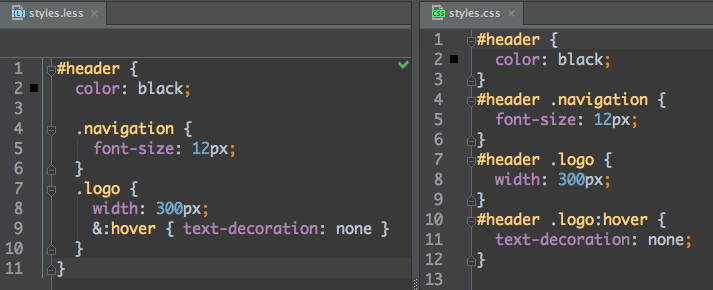 styles.less
1 #header {
2   color: black;
3
4   .navigation {
5     font-size: 12px;
6   }
7   .logo {
8     width: 300px;
9     &:hover { text-decoration: none }
10   }
11 }
styles.css
1 #header {
2   color: black;
3 }
4 #header .navigation {
5   font-size: 12px;
6 }
7 #header .logo {
8   width: 300px;
9 }
10 #header .logo:hover {
11   text-decoration: none;
12 }
13